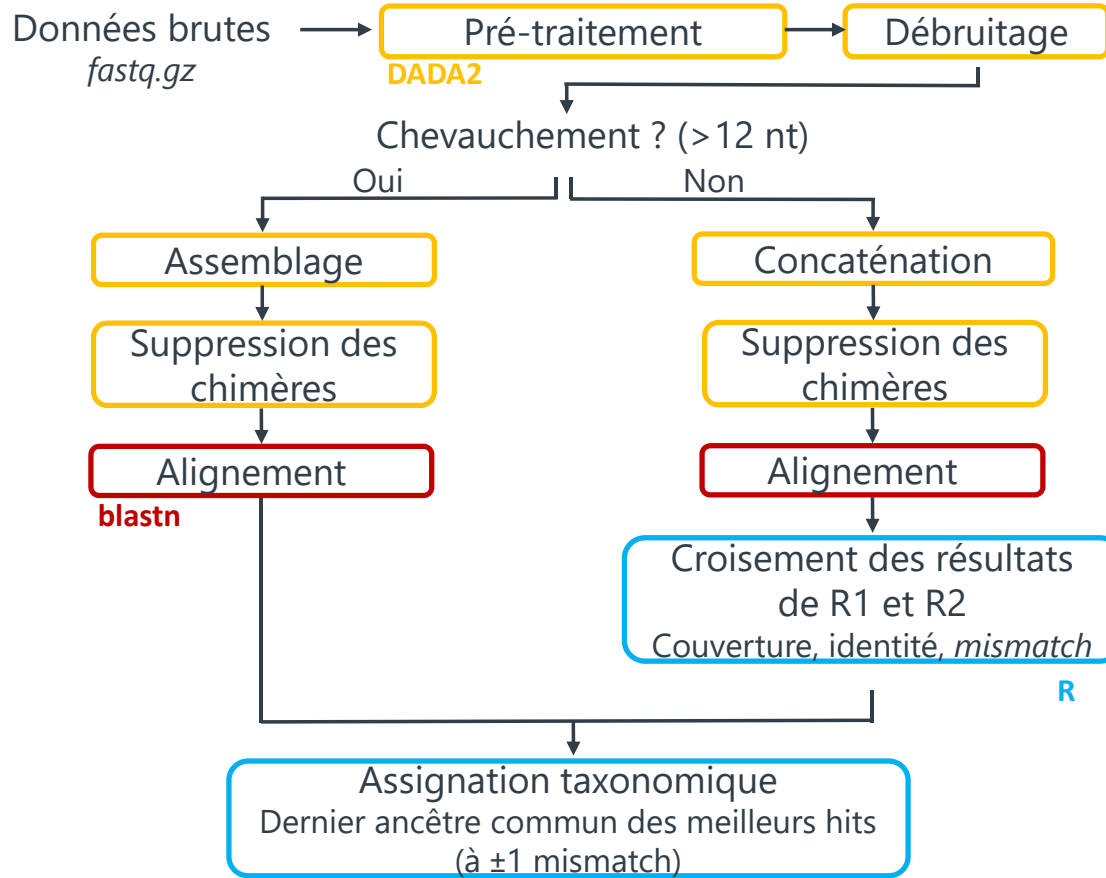 Données brutes
fastq.gz
Pré-traitement
DADA2
Débruitage
Chevauchement ? (>12 nt)
Oui
Non
Assemblage
Suppression des
chimères
Alignement
blastn
Concaténation
Suppression des
chimères
Alignement
Croisement des résultats
de R1 et R2
Couverture, identité, mismatch
R
Assignation taxonomique
Dernier ancêtre commun des meilleurs hits
(à ±1 mismatch)